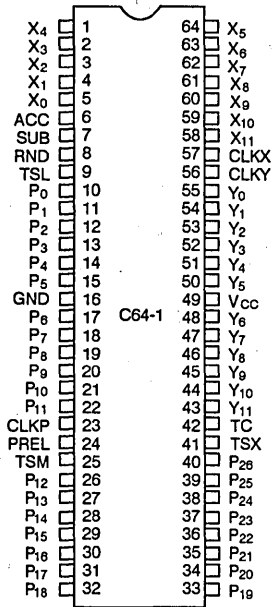 X₄ 1 64 X₅
X₃ 2 63 X₆
X₂ 3 62 X₇
X₁ 4 61 X₈
X₀ 5 60 X₉
ACC 6 59 X₁₀
SUB 7 58 X₁₁
RND 8 57 CLKX
TSL 9 56 CLKY
P₀ 10 55 Y₀
P₁ 11 54 Y₁
P₂ 12 53 Y₂
P₃ 13 52 Y₃
P₄ 14 51 Y₄
P₅ 15 50 Y₅
GND 16 49 VCC
P₆ 17 C64-1 48 Y₆
P₇ 18 47 Y₇
P₈ 19 46 Y₈
P₉ 20 45 Y₉
P₁₀ 21 44 Y₁₀
P₁₁ 22 43 Y₁₁
CLKP 23 42 TC
PREL 24 41 TSX
TSM 25 40 P₂₆
P₁₂ 26 39 P₂₅
P₁₃ 27 38 P₂₄
P₁₄ 28 37 P₂₃
P₁₅ 29 36 P₂₂
P₁₆ 30 35 P₂₁
P₁₇ 31 34 P₂₀
P₁₈ 32 33 P₁₉